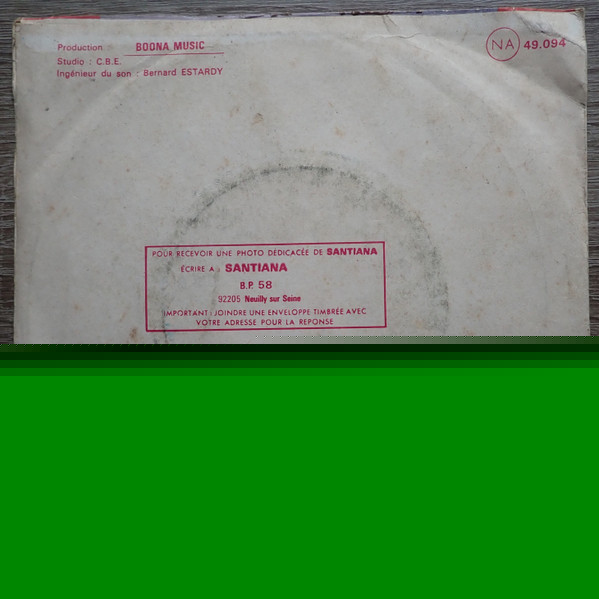 Production BOONA MUSIC
Studio : C.B.E.
Ingénieur du son : Bernard ESTARDY
NA 49.094
POUR RECEVOIR UNE PHOTO DÉDICACÉE DE SANTIANA
ÉCRIRE A : SANTIANA
B.P. 58
92205 Neuilly sur Seine
IMPORTANT : JOINDRE UNE ENVELOPPE TIMBRÉE AVEC
VOTRE ADRESSE POUR LA REPONSE